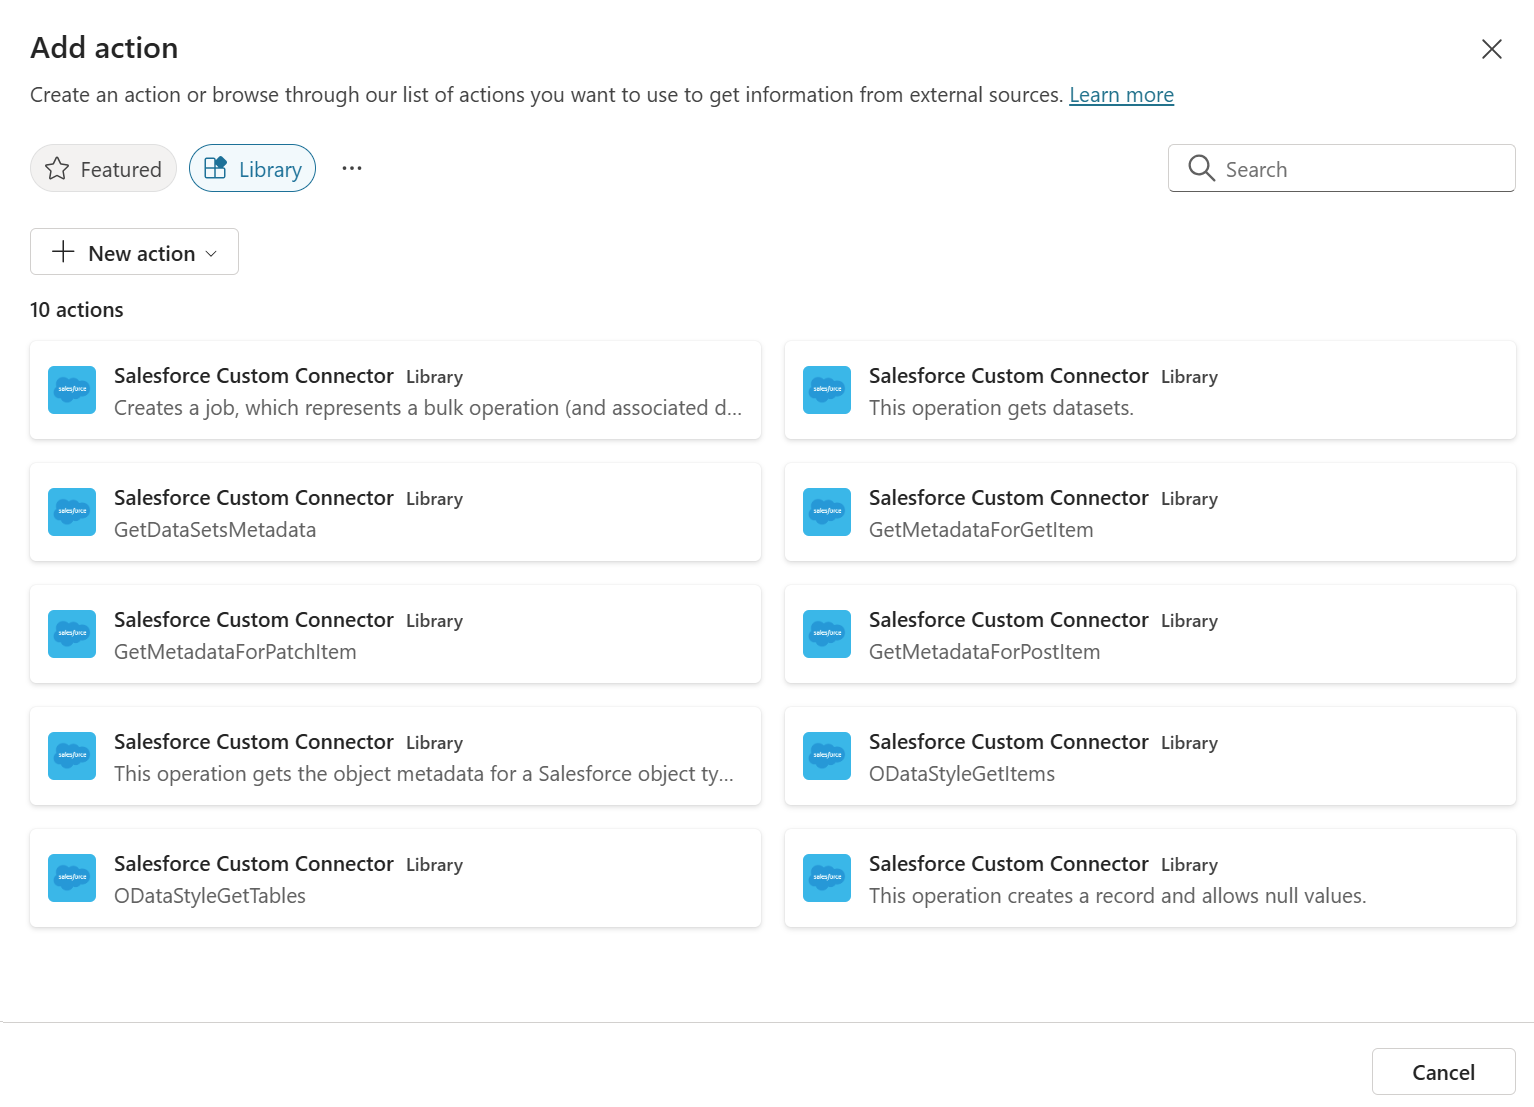 Add action
Create an action or browse through our list of actions you want to use to get information from external sources. Learn more
Featured
Library
Search
New action
10 actions
Salesforce Custom Connector Library
Creates a job, which represents a bulk operation (and associated d...
Salesforce Custom Connector Library
This operation gets datasets.
Salesforce Custom Connector Library
GetDataSetsMetadata
Salesforce Custom Connector Library
GetMetadataForGetItem
Salesforce Custom Connector Library
GetMetadataForPatchItem
Salesforce Custom Connector Library
GetMetadataForPostItem
Salesforce Custom Connector Library
This operation gets the object metadata for a Salesforce object ty...
Salesforce Custom Connector Library
ODataStyleGetItems
Salesforce Custom Connector Library
ODataStyleGetTables
Salesforce Custom Connector Library
This operation creates a record and allows null values.
Cancel